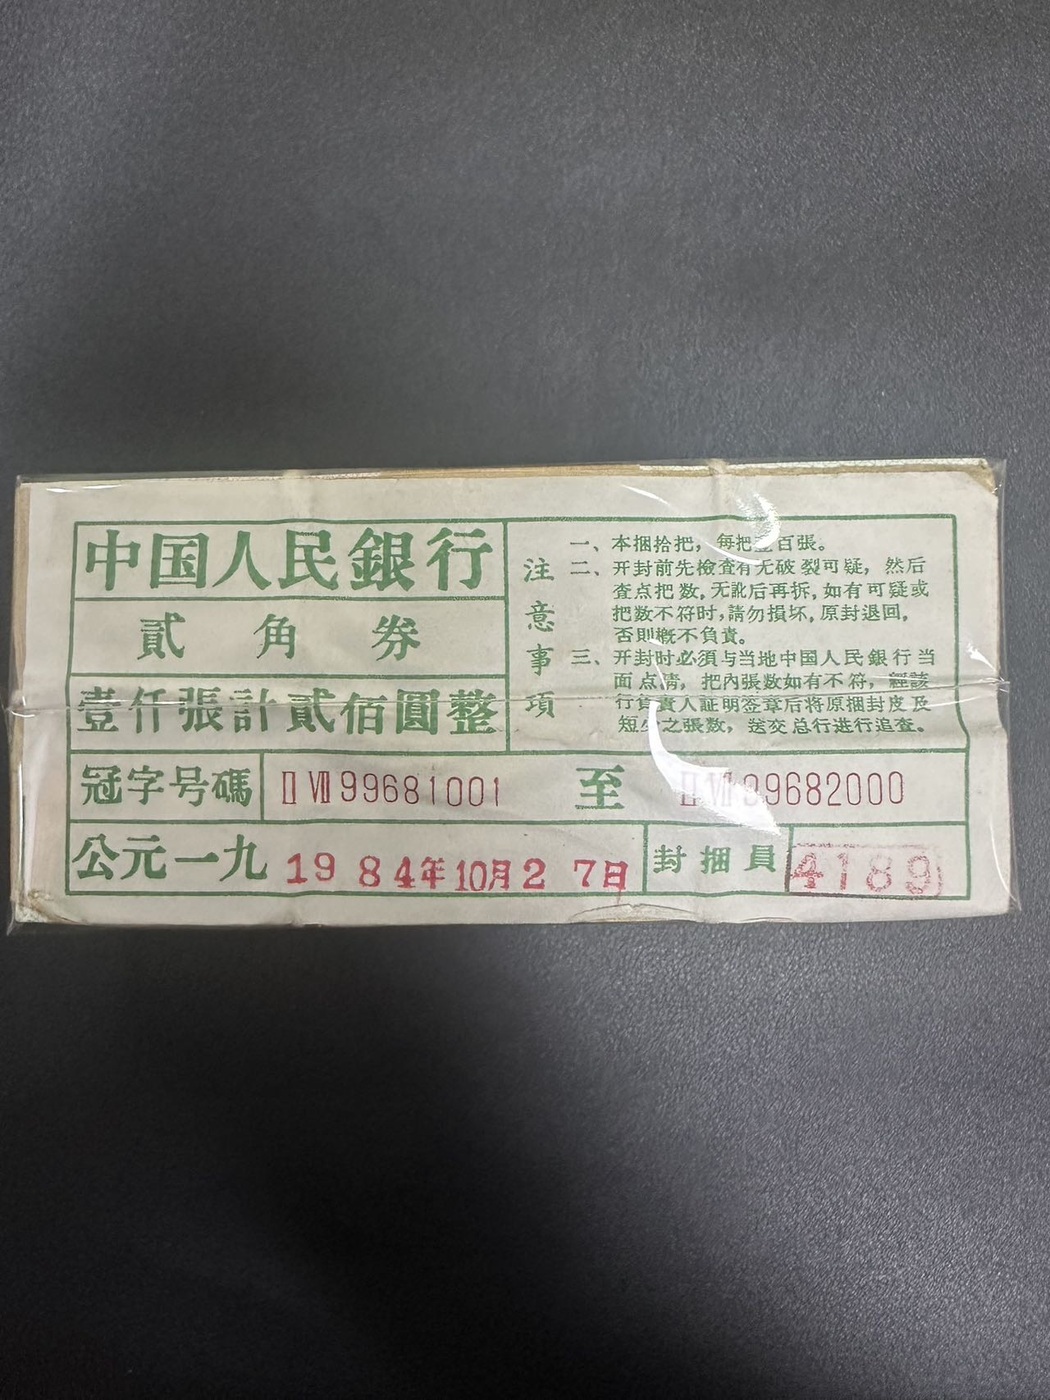 中国人民銀行
貳角券
壹仟張計貳佰圓整
注意事項
一、本捆拾把，每把壹百張。
二、开封前先檢查有无破裂可疑，然后
查点把数，无訛后再拆，如有可疑或
把数不符时，請勿損坏，原封退回，
否則概不負責。
三、开封时必須与当地中国人民銀行当
面点清，把內張数如有不符，經該
行負責人証明签章后将原捆封皮及
短少之張数，送交总行进行追查。
冠字号碼 ⅡⅦ99681001 至 ⅡⅦ99682000
公元一九 1984年10月27日 封捆員 4189